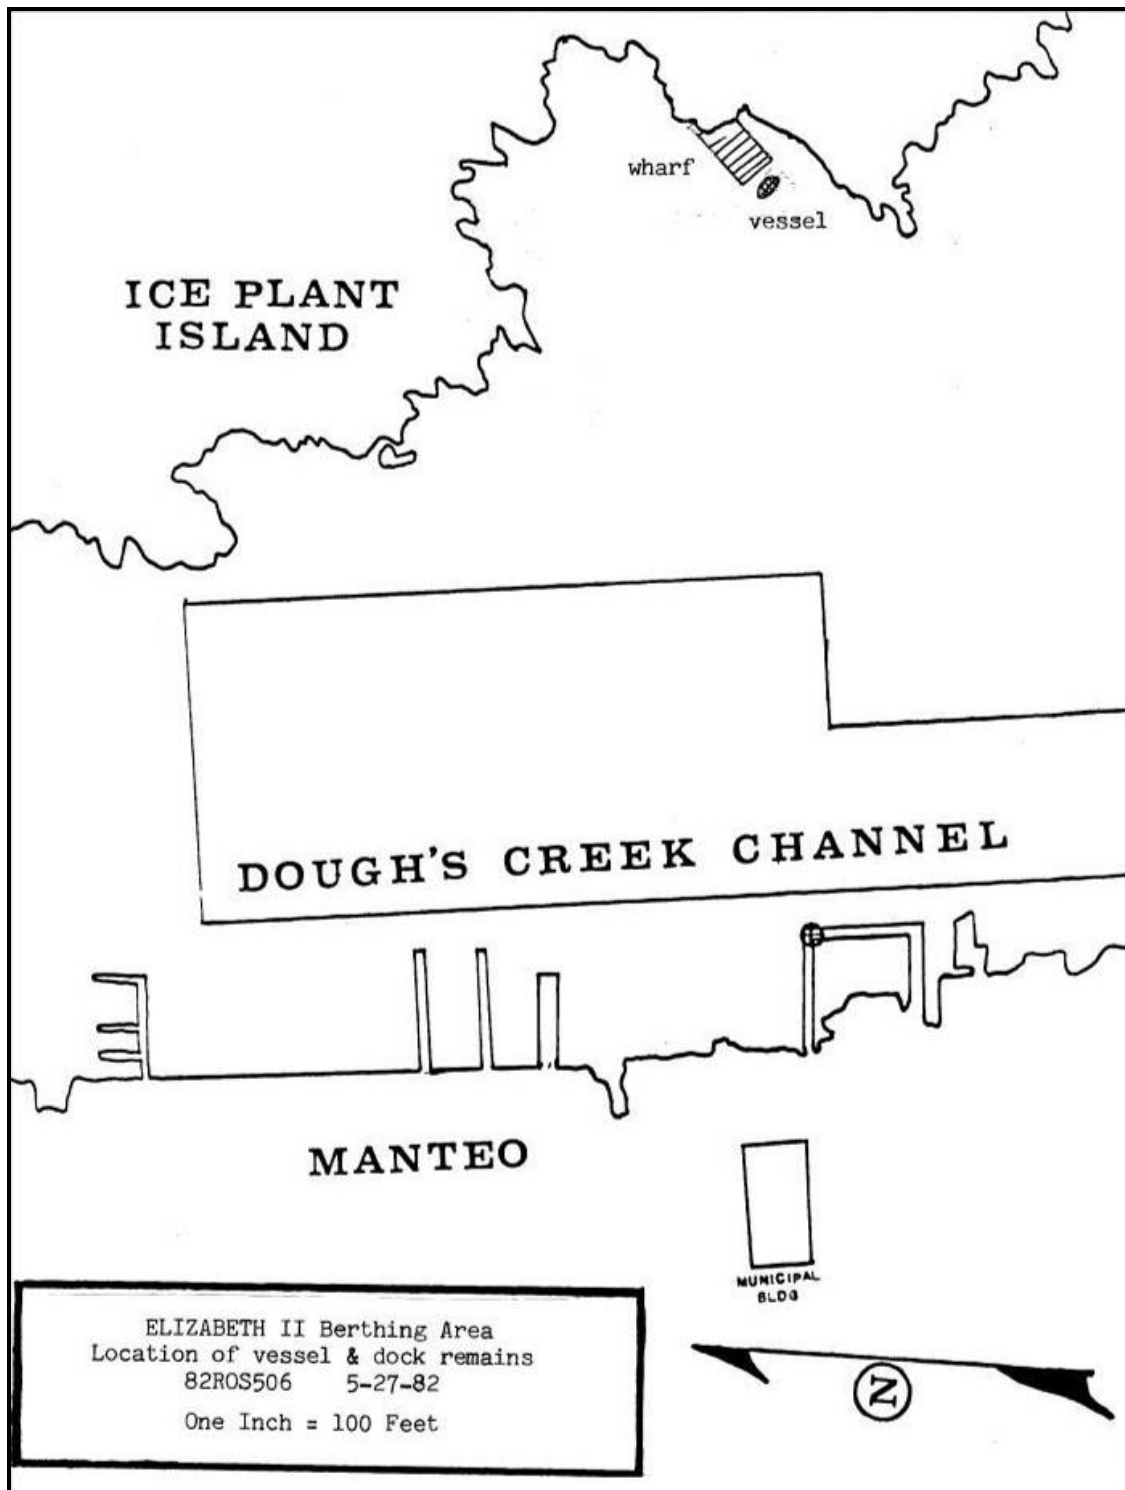 wharf
vessel
ICE PLANT
ISLAND
DOUGH'S CREEK CHANNEL
MANTEO
MUNICIPAL
BLDG
ELIZABETH II Berthing Area
Location of vessel & dock remains
82ROS506 5-27-82
One Inch = 100 Feet
N